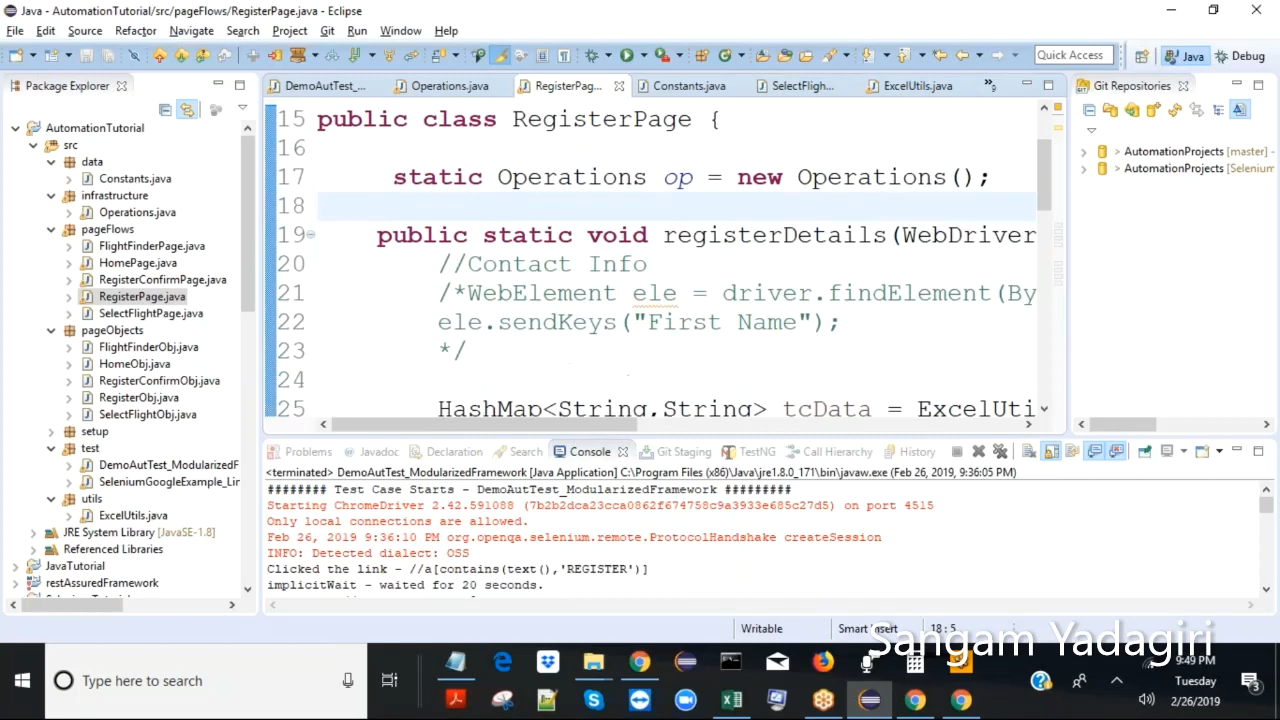 Java - AutomationTutorial/src/pageFlows/RegisterPage.java - Eclipse
File Edit Source Refactor Navigate Search Project Git Run Window Help
Quick Access
Java
Debug
Package Explorer
DemoAutTest_...
Operations.java
RegisterPag...
Constants.java
SelectFligh...
ExcelUtils.java
»9
Git Repositories
AutomationTutorial
src
data
Constants.java
infrastructure
Operations.java
pageFlows
FlightFinderPage.java
HomePage.java
RegisterConfirmPage.java
RegisterPage.java
SelectFlightPage.java
pageObjects
FlightFinderObj.java
HomeObj.java
RegisterConfirmObj.java
RegisterObj.java
SelectFlightObj.java
setup
test
DemoAutTest_ModularizedF
SeleniumGoogleExample_Lin
utils
ExcelUtils.java
JRE System Library [JavaSE-1.8]
Referenced Libraries
JavaTutorial
restAssuredFramework
15 public class RegisterPage {
16
17 static Operations op = new Operations();
18
19 public static void registerDetails(WebDriver
20 //Contact Info
21 /*WebElement ele = driver.findElement(By
22 ele.sendKeys("First Name");
23 */
24
25 HashMap<String,String> tcData = ExcelUti
> AutomationProjects [master] -
> AutomationProjects [Selenium
Problems Javadoc Declaration Search Console Git Staging TestNG Call Hierarchy History
<terminated> DemoAutTest_ModularizedFramework [Java Application] C:\Program Files (x86)\Java\jre1.8.0_171\bin\javaw.exe (Feb 26, 2019, 9:36:05 PM)
######## Test Case Starts - DemoAutTest_ModularizedFramework #########
Starting ChromeDriver 2.42.591088 (7b2b2dca23cca0862f674758c9a3933e685c27d5) on port 4515
Only local connections are allowed.
Feb 26, 2019 9:36:10 PM org.openqa.selenium.remote.ProtocolHandshake createSession
INFO: Detected dialect: OSS
Clicked the link - //a[contains(text(),'REGISTER')]
implicitWait - waited for 20 seconds.
Writable
Smart Insert
18 : 5
Sangam Yadagiri
Type here to search
9:49 PM
Tuesday
2/26/2019
3